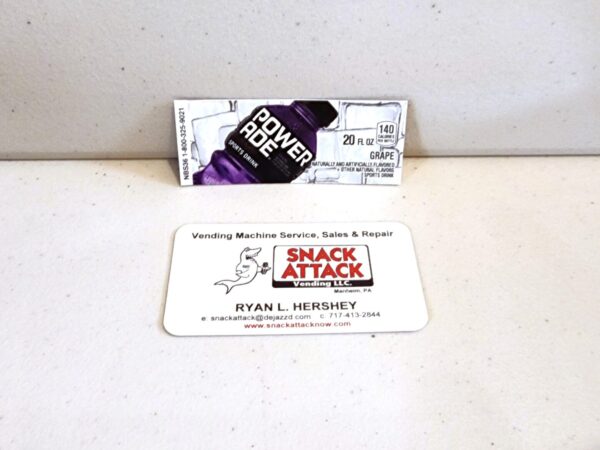 NBS36 1-800-325-9021
POWER
ADE
SPORTS DRINK
20 FL OZ
140
CALORIES
PER BOTTLE
GRAPE
NATURALLY AND ARTIFICIALLY FLAVORED
+ OTHER NATURAL FLAVORS
SPORTS DRINK
Vending Machine Service, Sales & Repair
SNACK
ATTACK
Vending LLC.
Manheim, PA
RYAN L. HERSHEY
e: snackattack@dejazzd.com c: 717-413-2844
www.snackattacknow.com